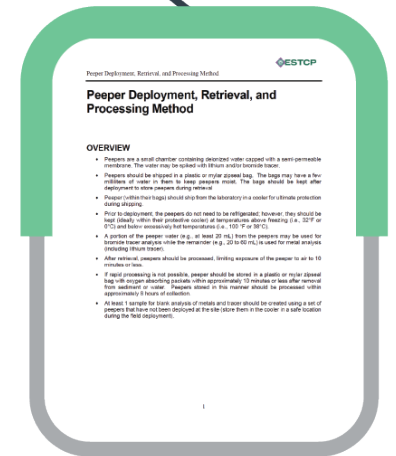 ESTCP
Peeper Deployment, Retrieval, and Processing Method
Peeper Deployment, Retrieval, and
Processing Method
OVERVIEW
• Peepers are a small chamber containing deionized water capped with a semi-permeable
membrane. The water may be spiked with lithium and/or bromide tracer.
• Peepers should be shipped in a plastic or mylar zipseal bag. The bags may have a few
milliliters of water in them to keep peepers moist. The bags should be kept after
deployment to store peepers during retrieval
• Peeper (within their bags) should ship from the laboratory in a cooler for ultimate protection
during shipping.
• Prior to deployment, the peepers do not need to be refrigerated; however, they should be
kept (ideally within their protective cooler) at temperatures above freezing (i.e., 32°F or
0°C) and below excessively hot temperatures (i.e., 100 °F or 38°C).
• A portion of the peeper water (e.g., at least 20 mL) from the peepers may be used for
bromide tracer analysis while the remainder (e.g., 20 to 60 mL) is used for metal analysis
(including lithium tracer).
• After retrieval, peepers should be processed, limiting exposure of the peeper to air to 10
minutes or less.
• If rapid processing is not possible, peeper should be stored in a plastic or mylar zipseal
bag with oxygen absorbing packets within approximately 10 minutes or less after removal
from sediment or water. Peepers stored in this manner should be processed within
approximately 6 hours of collection.
• At least 1 sample for blank analysis of metals and tracer should be created using a set of
peepers that have not been deployed at the site (store them in the cooler in a safe location
during the field deployment).
1